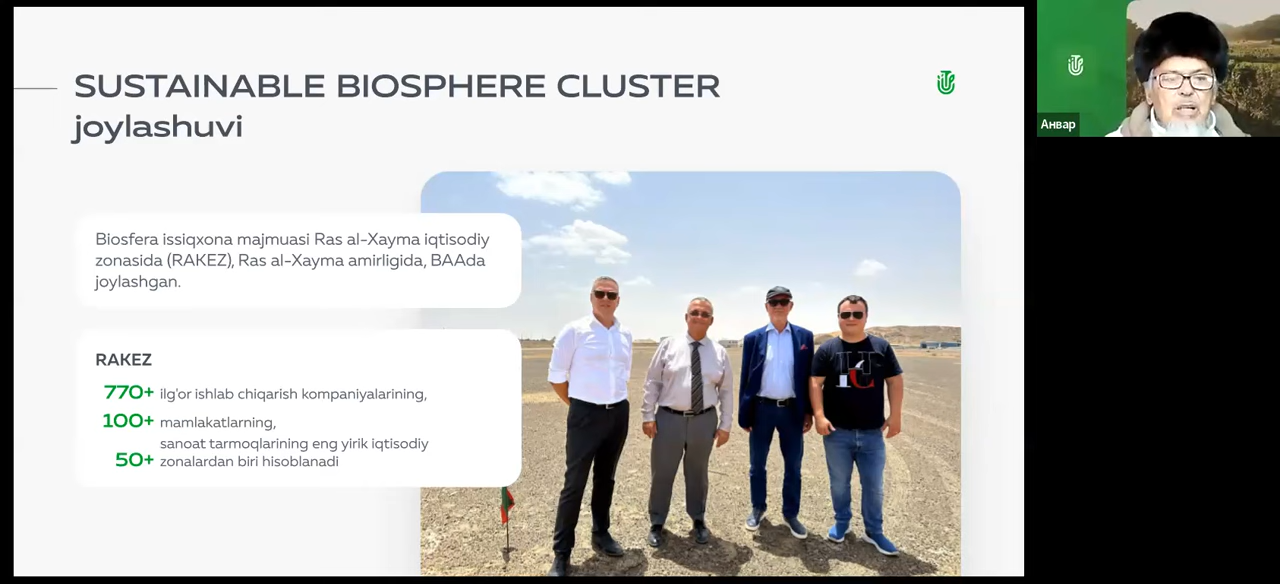 SUSTAINABLE BIOSPHERE CLUSTER
joylashuvi
Biosfera issiqxona majmuasi Ras al-Xayma iqtisodiy
zonasida (RAKEZ), Ras al-Xayma amirligida, BAAda
joylashgan.
RAKEZ
770+ ilg'or ishlab chiqarish kompaniyalarining,
100+ mamlakatlarning,
sanoat tarmoqlarining eng yirik iqtisodiy
50+ zonalardan biri hisoblanadi
Анвар